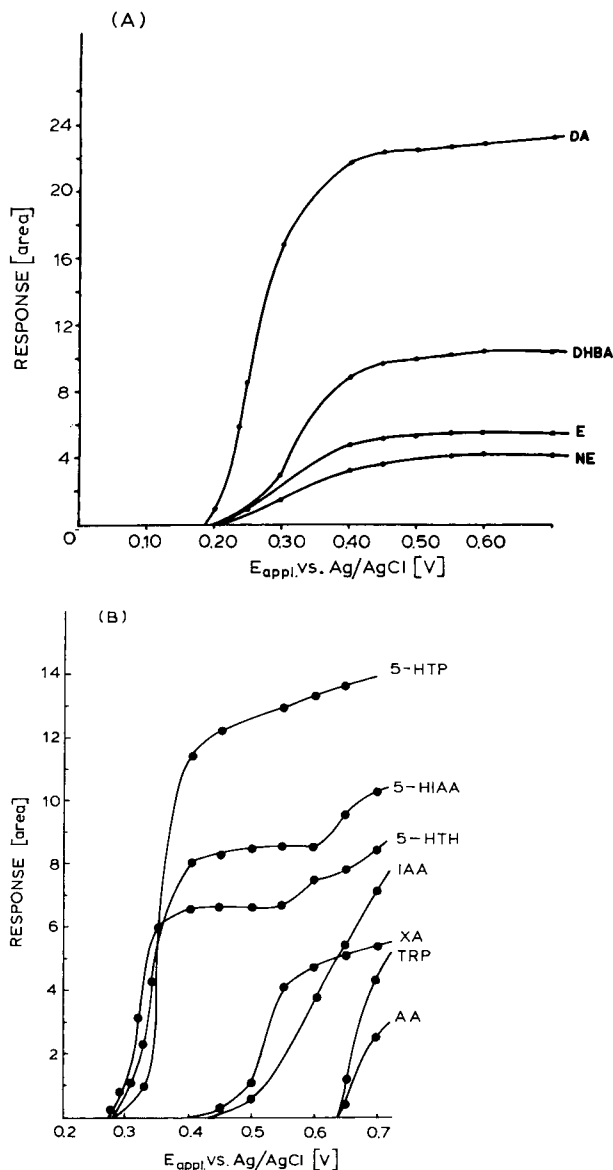 (A)
RESPONSE [area]
24
20
16
12
8
4
0
0.10
0.20
0.30
0.40
0.50
0.60
DA
DHBA
E
NE
Eappl. vs. Ag/AgCl [V]
(B)
RESPONSE [area]
14
12
10
8
6
4
2
0.2
0.3
0.4
0.5
0.6
0.7
5-HTP
5-HIAA
5-HTH
IAA
XA
TRP
AA
Eappl. vs. Ag/AgCl [V]